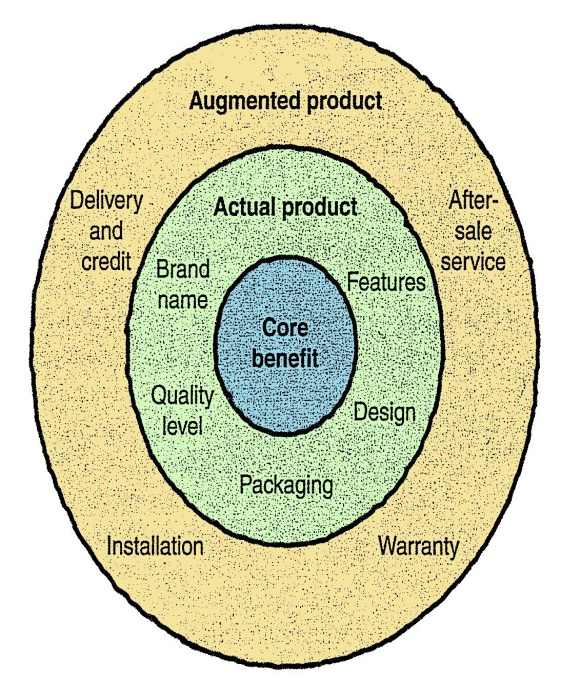 Augmented product
Delivery
and
credit
After-
sale
service
Actual product
Brand
name
Features
Core
benefit
Quality
level
Design
Packaging
Installation
Warranty